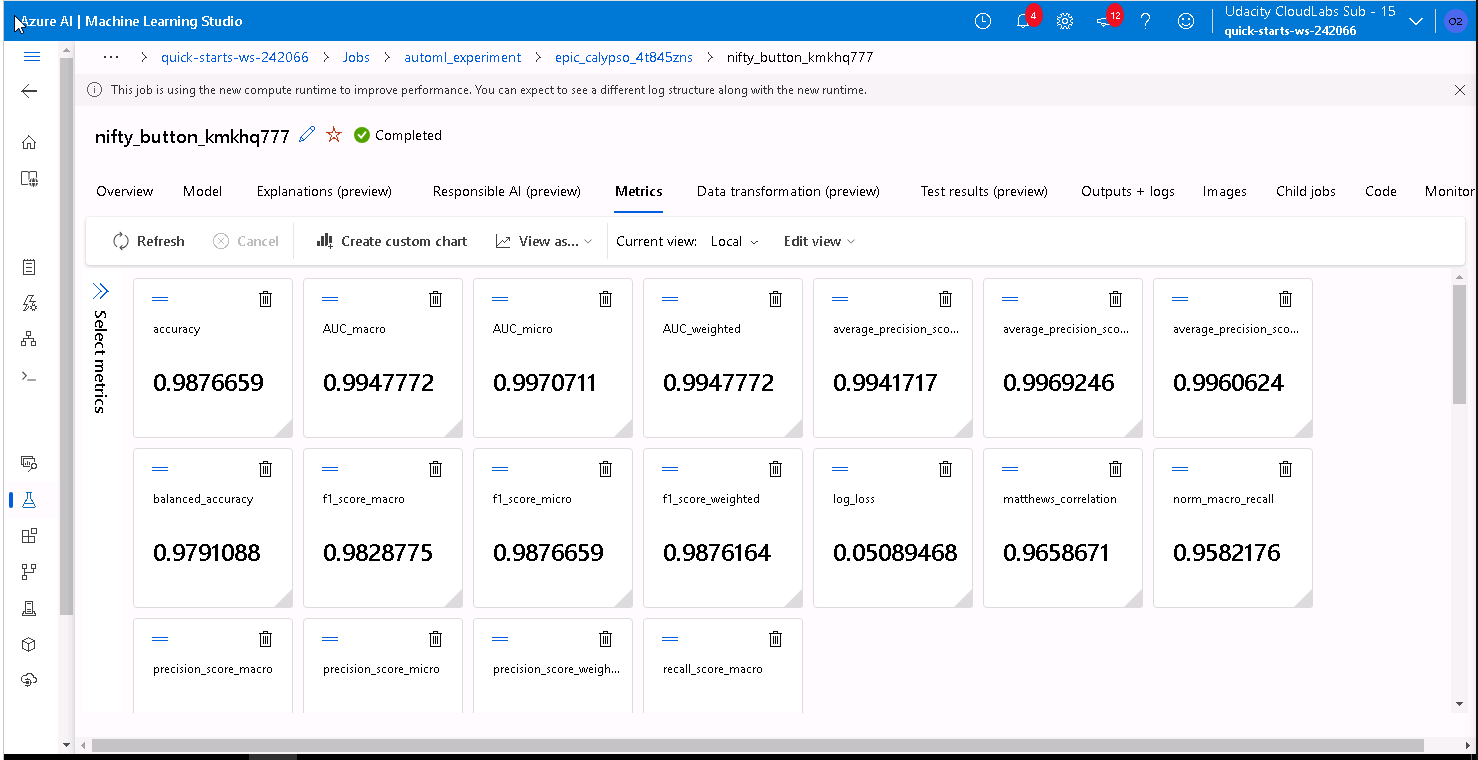 Azure AI | Machine Learning Studio
4
12
Udacity CloudLabs Sub - 15
quick-starts-ws-242066
OZ
... > quick-starts-ws-242066 > Jobs > automl_experiment > epic_calypso_4t845zns > nifty_button_kmkhq777
This job is using the new compute runtime to improve performance. You can expect to see a different log structure along with the new runtime.
nifty_button_kmkhq777 Completed
Overview Model Explanations (preview) Responsible AI (preview) Metrics Data transformation (preview) Test results (preview) Outputs + logs Images Child jobs Code Monitor
Refresh Cancel Create custom chart View as... Current view: Local Edit view
Select metrics
accuracy AUC_macro AUC_micro AUC_weighted average_precision_sco... average_precision_sco... average_precision_sco...
0.9876659 0.9947772 0.9970711 0.9947772 0.9941717 0.9969246 0.9960624
balanced_accuracy f1_score_macro f1_score_micro f1_score_weighted log_loss matthews_correlation norm_macro_recall
0.9791088 0.9828775 0.9876659 0.9876164 0.05089468 0.9658671 0.9582176
precision_score_macro precision_score_micro precision_score_weigh... recall_score_macro